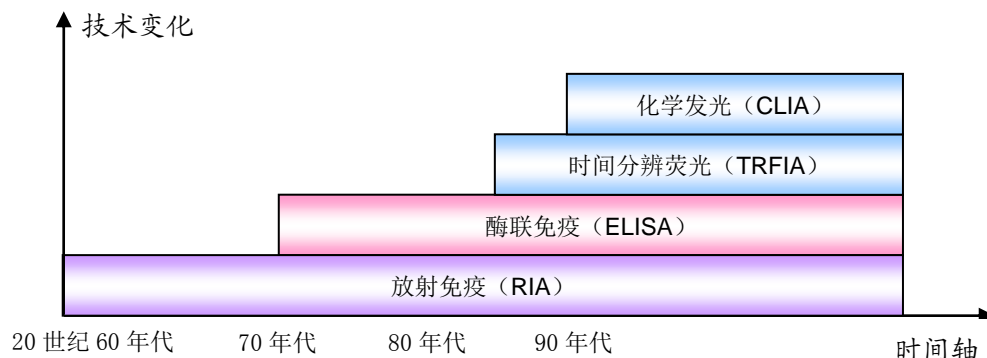 技术变化
化学发光（CLIA）
时间分辨荧光（TRFIA）
酶联免疫（ELISA）
放射免疫（RIA）
20 世纪 60 年代 70 年代 80 年代 90 年代
时间轴